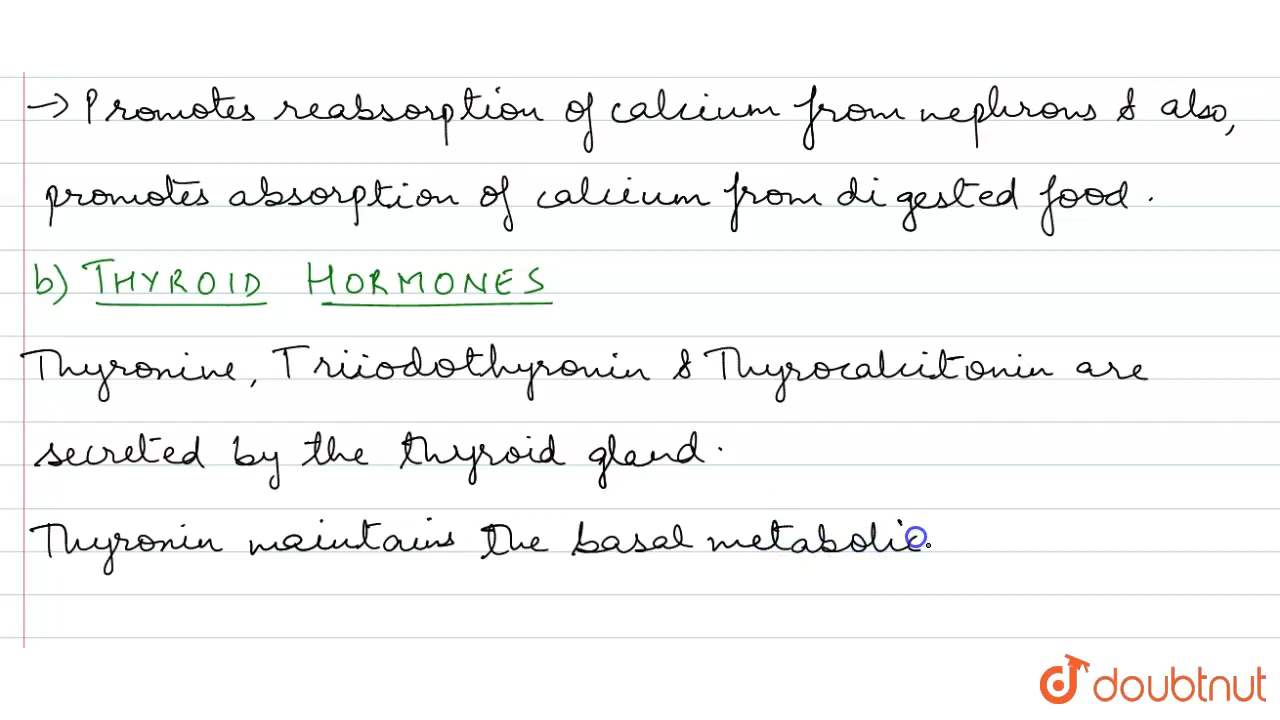 → Promotes reabsorption of calcium from nephrons & also,
promotes absorption of calcium from digested food.
b) THYROID HORMONES
Thyronine, Triiodothyronin & Thyrocalcitonin are
secreted by the thyroid gland.
Thyronin maintains the basal metabolic
doubtnut